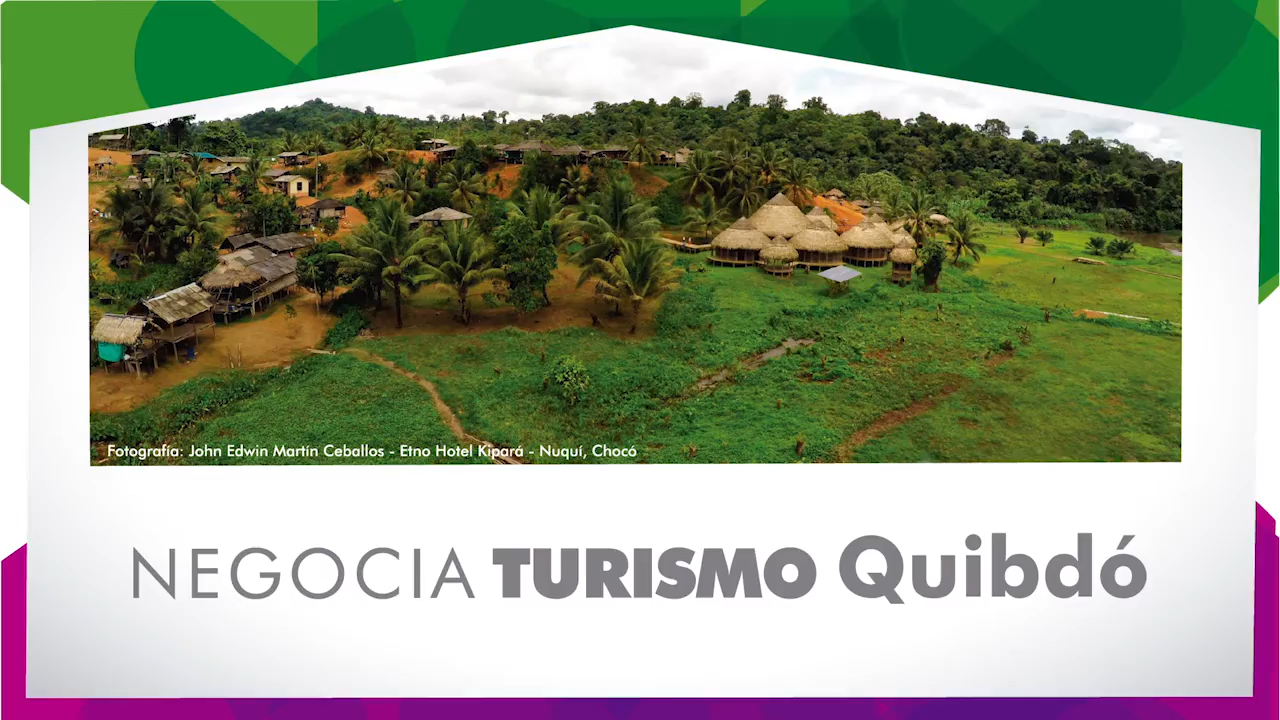 Fotografía: John Edwin Martín Ceballos - Etno Hotel Kipará - Nuquí, Chocó
NEGOCIA TURISMO Quibdó